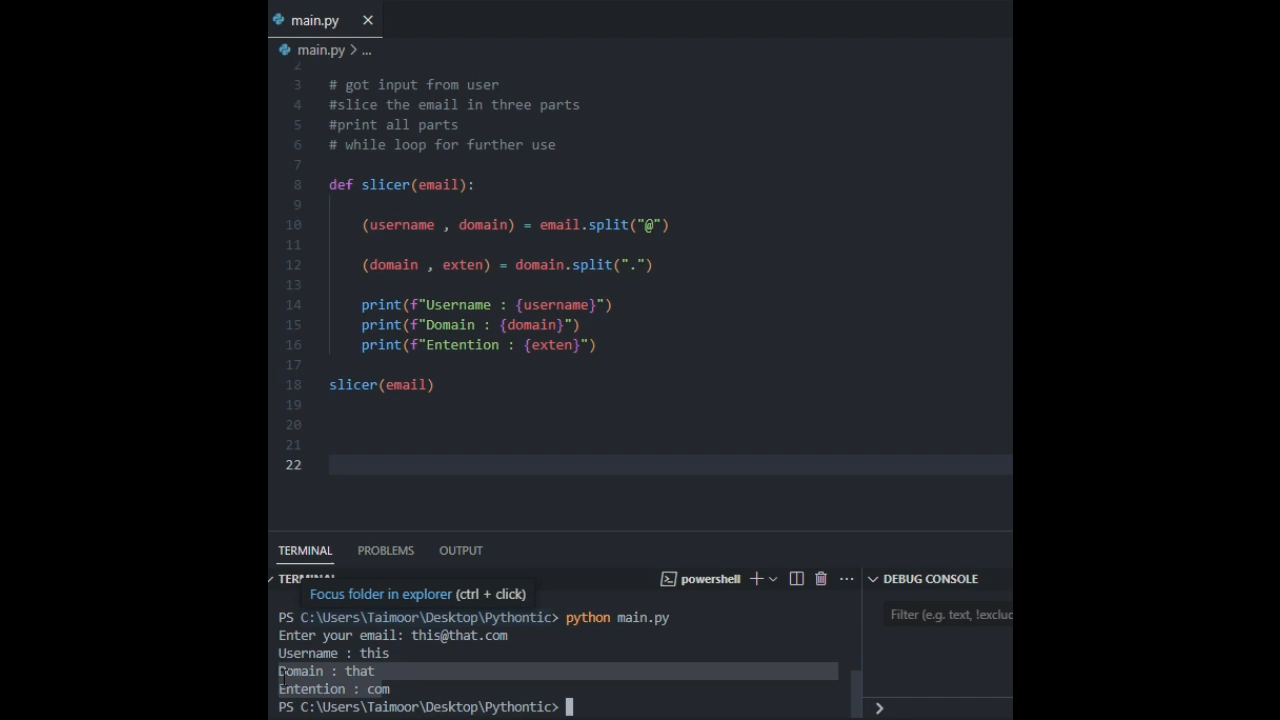 main.py
main.py > ...
2
3 # got input from user
4 #slice the email in three parts
5 #print all parts
6 # while loop for further use
7
8 def slicer(email):
9
10 (username , domain) = email.split("@")
11
12 (domain , exten) = domain.split(".")
13
14 print(f"Username : {username}")
15 print(f"Domain : {domain}")
16 print(f"Entention : {exten}")
17
18 slicer(email)
19
20
21
22
TERMINAL PROBLEMS OUTPUT
TERMINAL powershell DEBUG CONSOLE
Focus folder in explorer (ctrl + click)
Filter (e.g. text, !exclud
PS C:\Users\Taimoor\Desktop\Pythontic> python main.py
Enter your email: this@that.com
Username : this
Domain : that
Entention : com
PS C:\Users\Taimoor\Desktop\Pythontic>